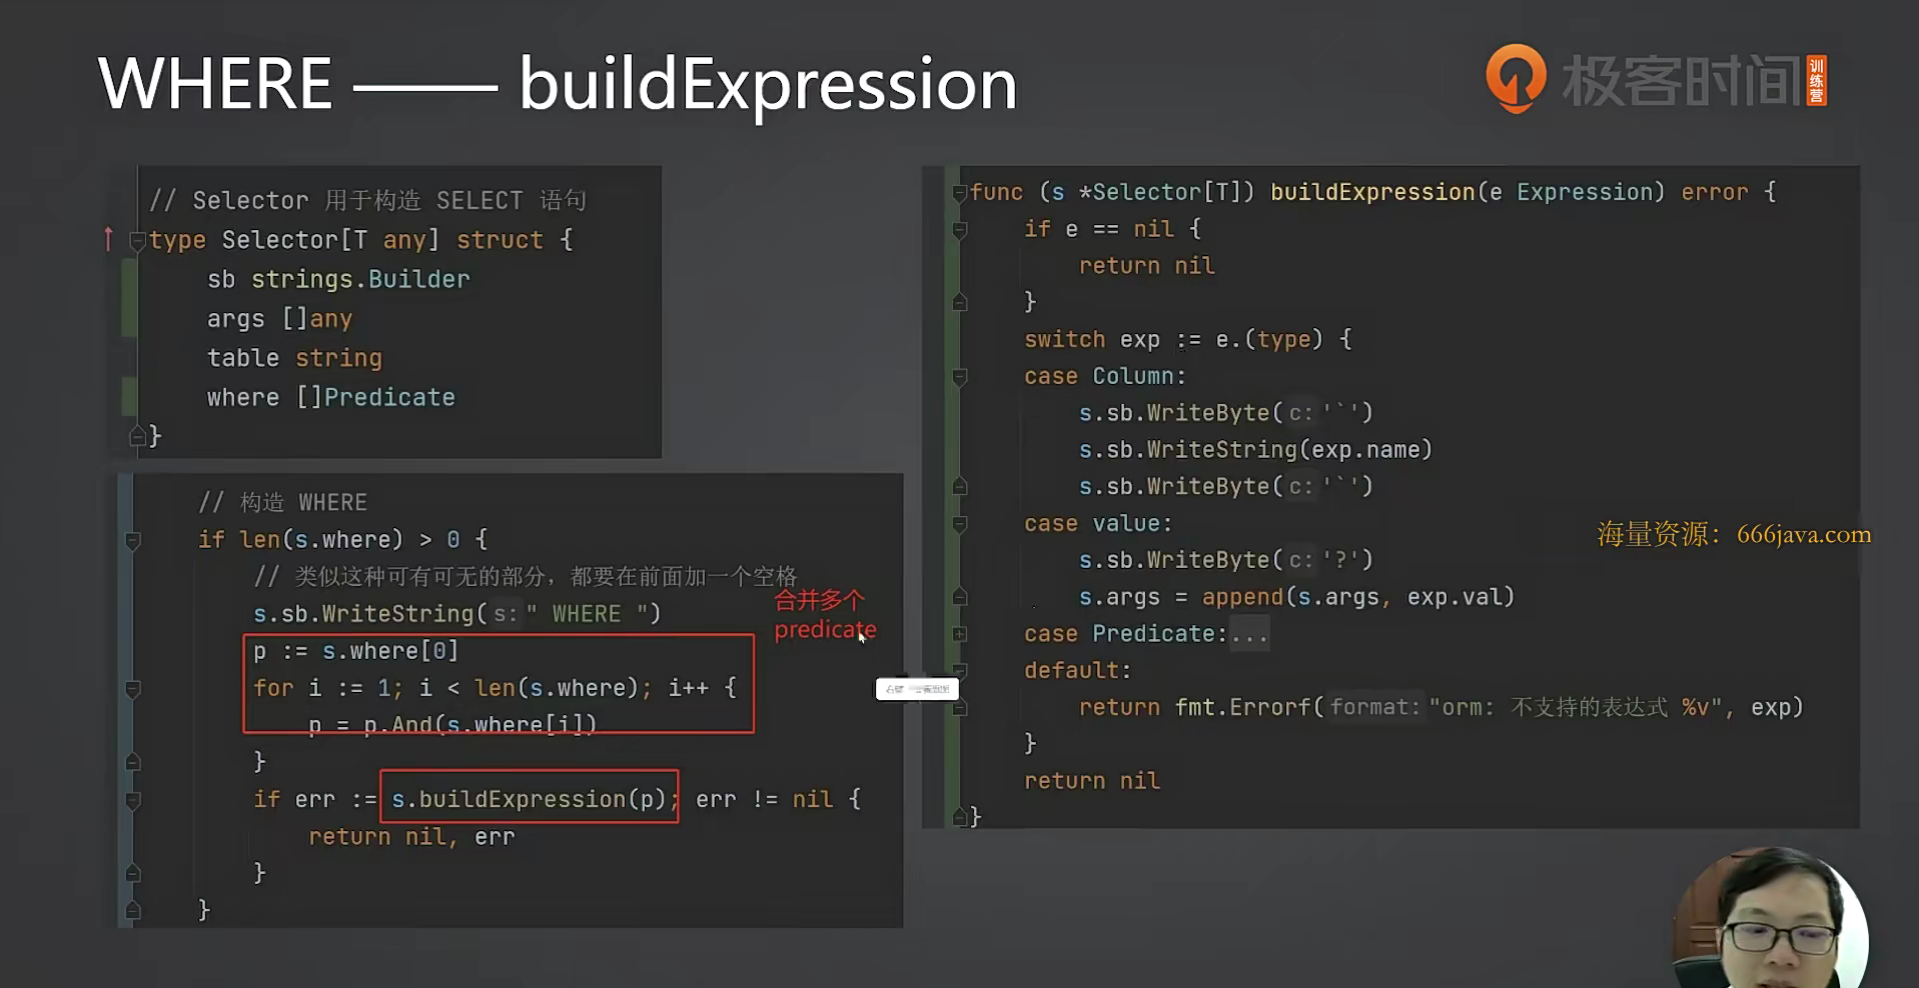 WHERE —— buildExpression
极客时间
训练营
// Selector 用于构造 SELECT 语句
type Selector[T any] struct {
sb strings.Builder
args []any
table string
where []Predicate
}
// 构造 WHERE
if len(s.where) > 0 {
// 类似这种可有可无的部分，都要在前面加一个空格
s.sb.WriteString( s: " WHERE ")
p := s.where[0]
for i := 1; i < len(s.where); i++ {
p = p.And(s.where[i])
}
if err := s.buildExpression(p); err != nil {
return nil, err
}
}
合并多个
predicate
func (s *Selector[T]) buildExpression(e Expression) error {
if e == nil {
return nil
}
switch exp := e.(type) {
case Column:
s.sb.WriteByte( c: '`')
s.sb.WriteString(exp.name)
s.sb.WriteByte( c: '`')
case value:
s.sb.WriteByte( c: '?')
s.args = append(s.args, exp.val)
case Predicate:...
default:
return fmt.Errorf( format: "orm: 不支持的表达式 %v", exp)
}
return nil
}
海量资源：666java.com